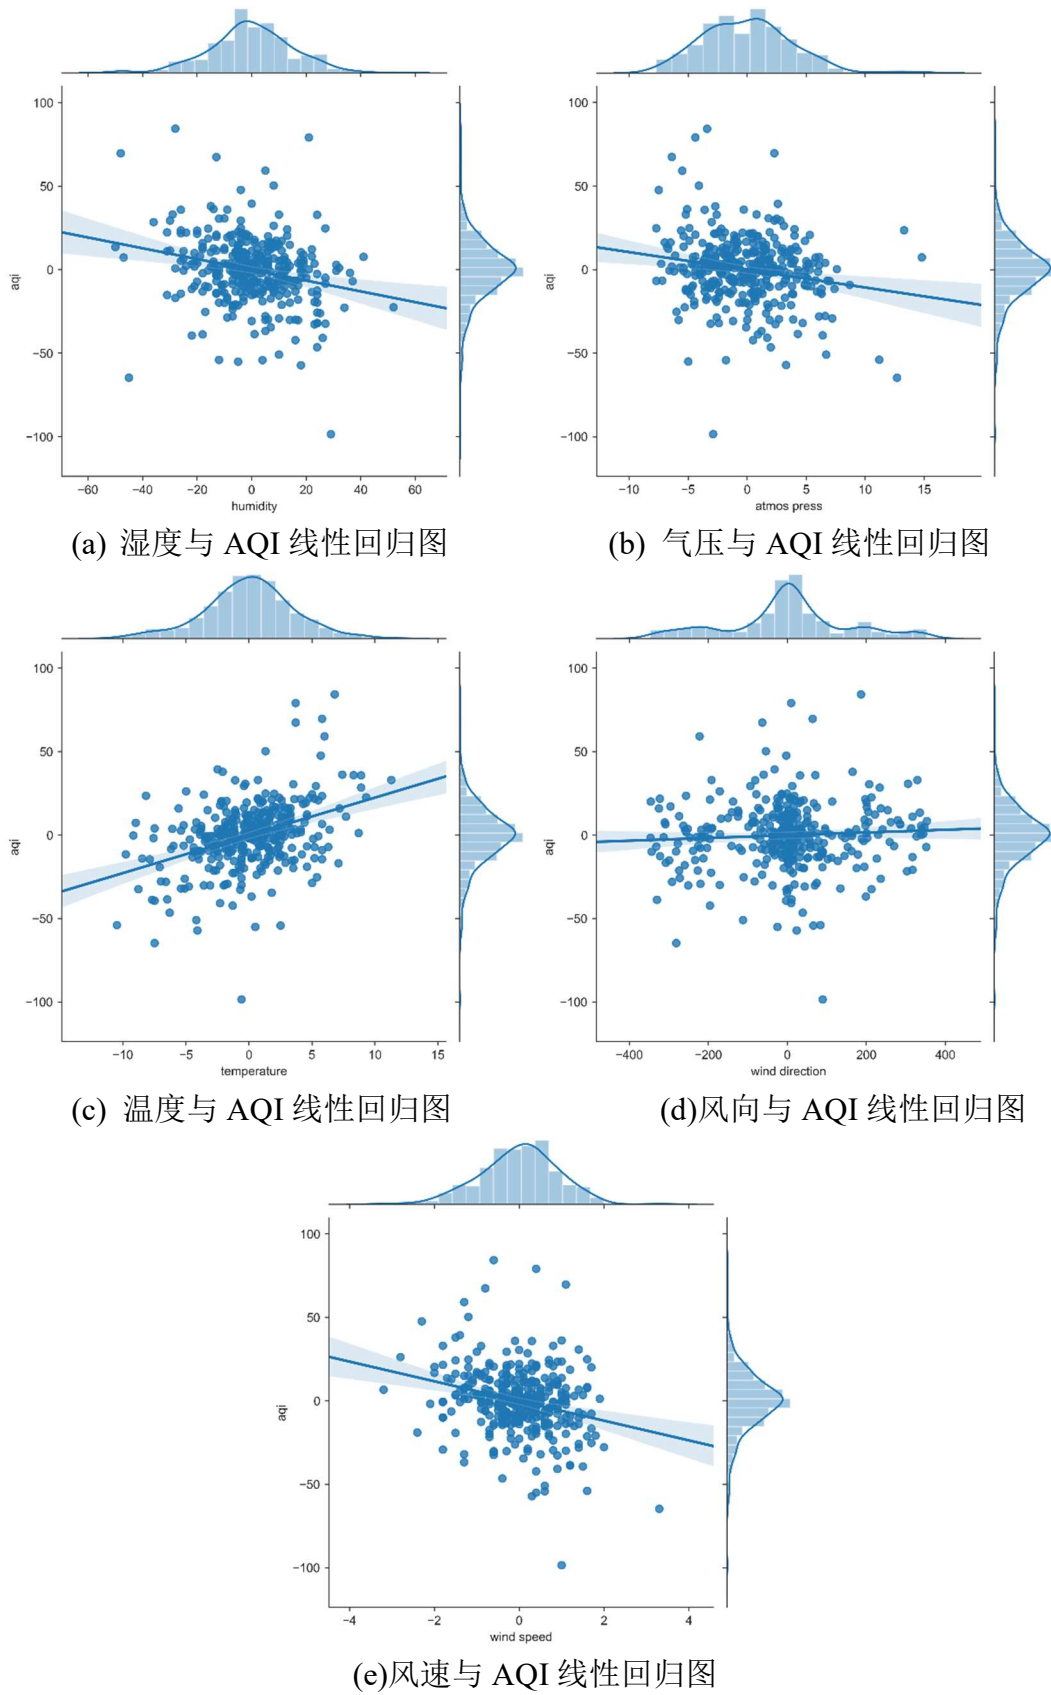 100
50
0
−50
−100
aqi
−60 −40 −20 0 20 40 60
humidity
100
50
0
−50
−100
aqi
−10 −5 0 5 10 15
atmos press
(a) 湿度与 AQI 线性回归图
(b) 气压与 AQI 线性回归图
100
50
0
−50
−100
aqi
−10 −5 0 5 10 15
temperature
100
50
0
−50
−100
aqi
−400 −200 0 200 400
wind direction
(c) 温度与 AQI 线性回归图
(d)风向与 AQI 线性回归图
100
50
0
−50
−100
aqi
−4 −2 0 2 4
wind speed
(e)风速与 AQI 线性回归图